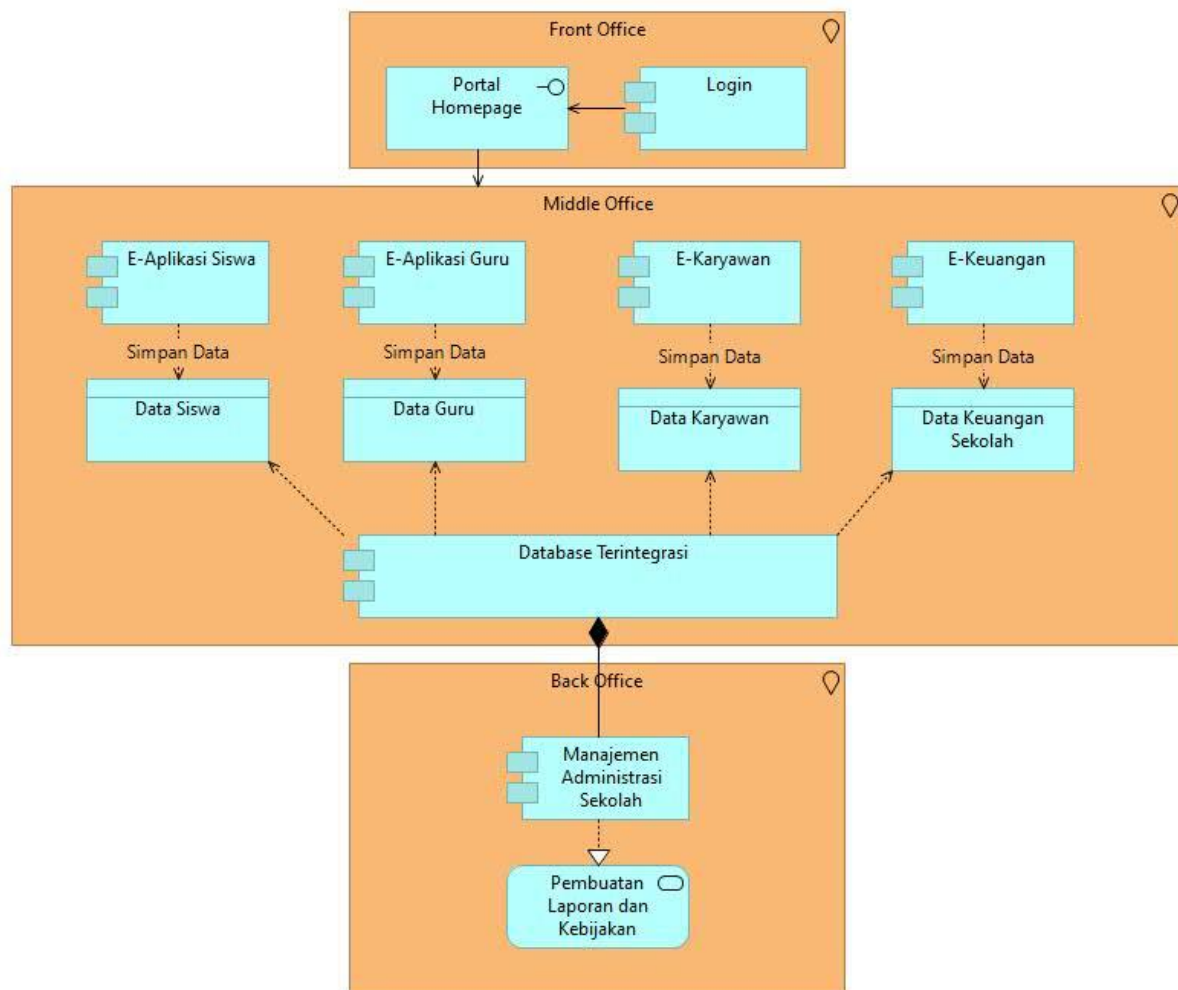 Front Office
Portal
Homepage
Login
Middle Office
E-Aplikasi Siswa
E-Aplikasi Guru
E-Karyawan
E-Keuangan
Simpan Data
Simpan Data
Simpan Data
Simpan Data
Data Siswa
Data Guru
Data Karyawan
Data Keuangan
Sekolah
Database Terintegrasi
Back Office
Manajemen
Administrasi
Sekolah
Pembuatan
Laporan dan
Kebijakan